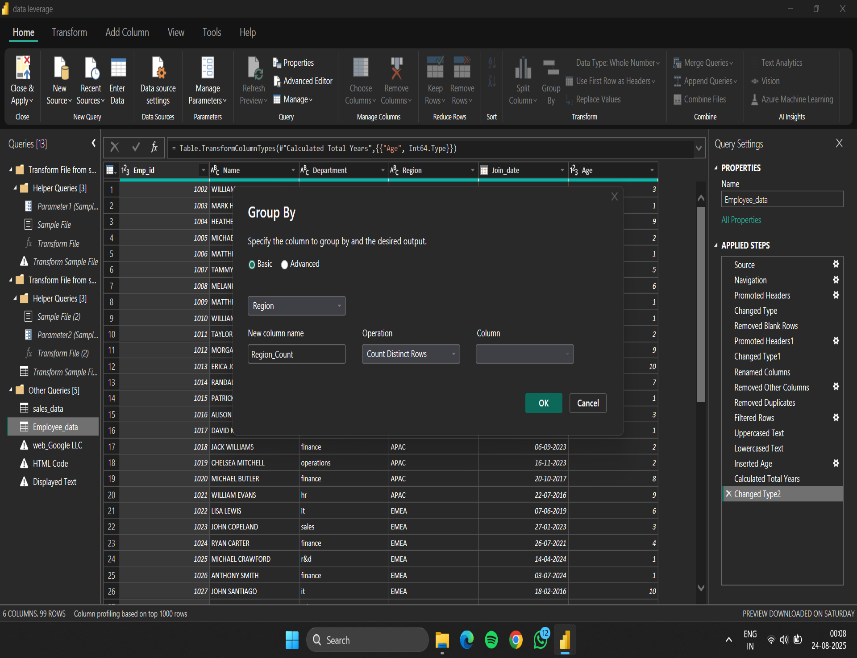 data leverage
Home Transform Add Column View Tools Help
Close & Apply
Close
New Source
Recent Sources
Enter Data
New Query
Data source settings
Data Sources
Manage Parameters
Parameters
Refresh Preview
Properties
Advanced Editor
Manage
Query
Choose Columns
Remove Columns
Manage Columns
Keep Rows
Remove Rows
Reduce Rows
Sort
Split Column
Group By
Data Type: Whole Number
Use First Row as Headers
Replace Values
Transform
Merge Queries
Append Queries
Combine Files
Combine
Text Analytics
Vision
Azure Machine Learning
AI Insights
Queries [13]
Transform File from s...
Helper Queries [3]
Parameter1 (Sampl...
Sample File
fx Transform File
Transform Sample File
Transform File from s...
Helper Queries [3]
Sample File (2)
Parameter2 (Sampl...
fx Transform File (2)
Transform Sample Fi...
Other Queries [5]
sales_data
Employee_data
web_Google LLC
HTML Code
Displayed Text
fx = Table.TransformColumnTypes(#"Calculated Total Years",{{"Age", Int64.Type}})
123 Emp_id ABC Name ABC Department ABC Region Join_date 123 Age
1 1002 WILLIAM 3
2 1003 MARK H 1
3 1004 HEATHE 9
4 1005 MICHAE 2
5 1006 MATTH 1
6 1007 TAMMY 5
7 1008 MELANI 6
8 1009 MATTH 1
9 1010 WILLIAM 1
10 1011 TAYLOR 2
11 1012 MORGA 9
12 1013 ERICA JO 10
13 1014 RANDAL 7
14 1015 PATRICK 1
15 1016 ALISON 3
16 1017 DAVID M 1
17 1018 JACK WILLIAMS finance APAC 06-09-2023 2
18 1019 CHELSEA MITCHELL operations APAC 16-11-2023 2
19 1020 MICHAEL BUTLER finance APAC 20-10-2017 8
20 1021 WILLIAM EVANS hr APAC 22-07-2016 9
21 1022 LISA LEWIS it EMEA 07-06-2019 6
22 1023 JOHN COPELAND sales EMEA 27-01-2023 3
23 1024 RYAN CARTER finance EMEA 26-07-2021 4
24 1025 MICHAEL CRAWFORD r&d EMEA 14-04-2024 1
25 1026 ANTHONY SMITH finance EMEA 03-07-2024 1
26 1027 JOHN SANTIAGO it EMEA 18-02-2016 10
Group By
Specify the column to group by and the desired output.
Basic Advanced
Region
New column name Operation Column
Region_Count Count Distinct Rows
OK Cancel
Query Settings
PROPERTIES
Name
Employee_data
All Properties
APPLIED STEPS
Source
Navigation
Promoted Headers
Changed Type
Removed Blank Rows
Promoted Headers1
Changed Type1
Renamed Columns
Removed Other Columns
Removed Duplicates
Filtered Rows
Uppercased Text
Lowercased Text
Inserted Age
Calculated Total Years
Changed Type2
6 COLUMNS, 99 ROWS Column profiling based on top 1000 rows PREVIEW DOWNLOADED ON SATURDAY
Search
12
ENG
IN
00:08
24-08-2025